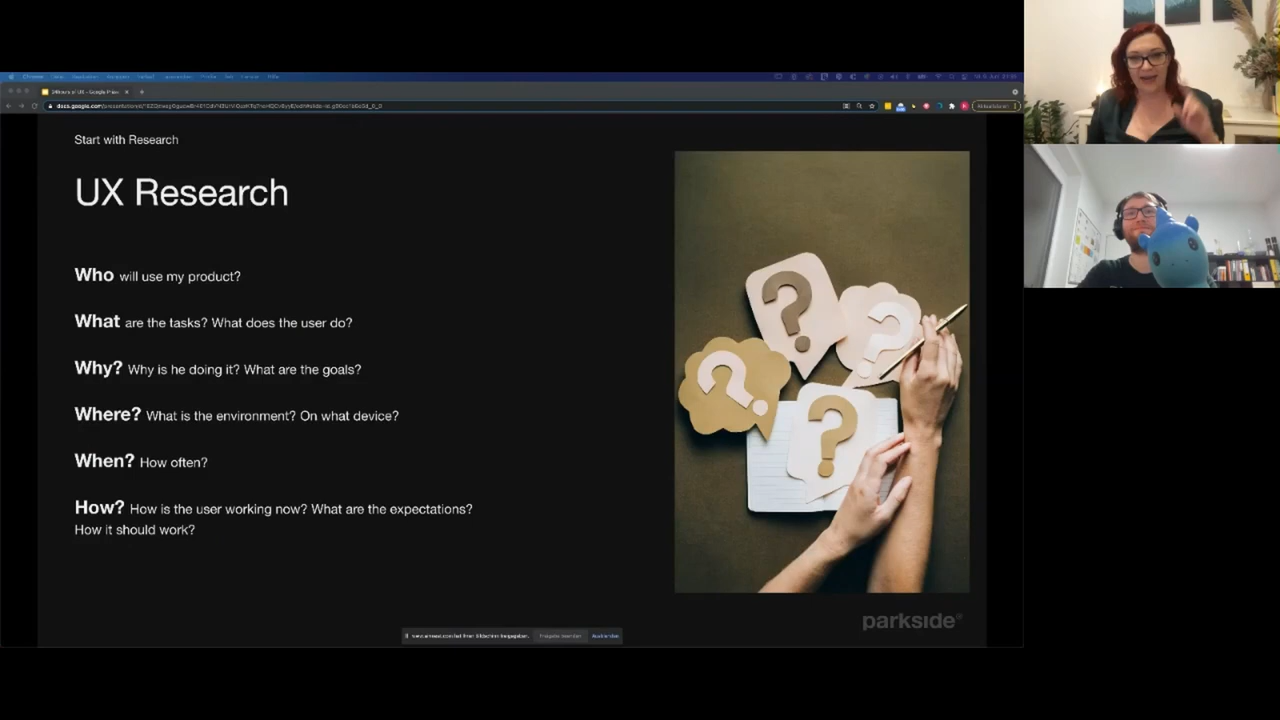 Start with Research
UX Research
Who will use my product?
What are the tasks? What does the user do?
Why? Why is he doing it? What are the goals?
Where? What is the environment? On what device?
When? How often?
How? How is the user working now? What are the expectations?
How it should work?
parkside
Ausblenden